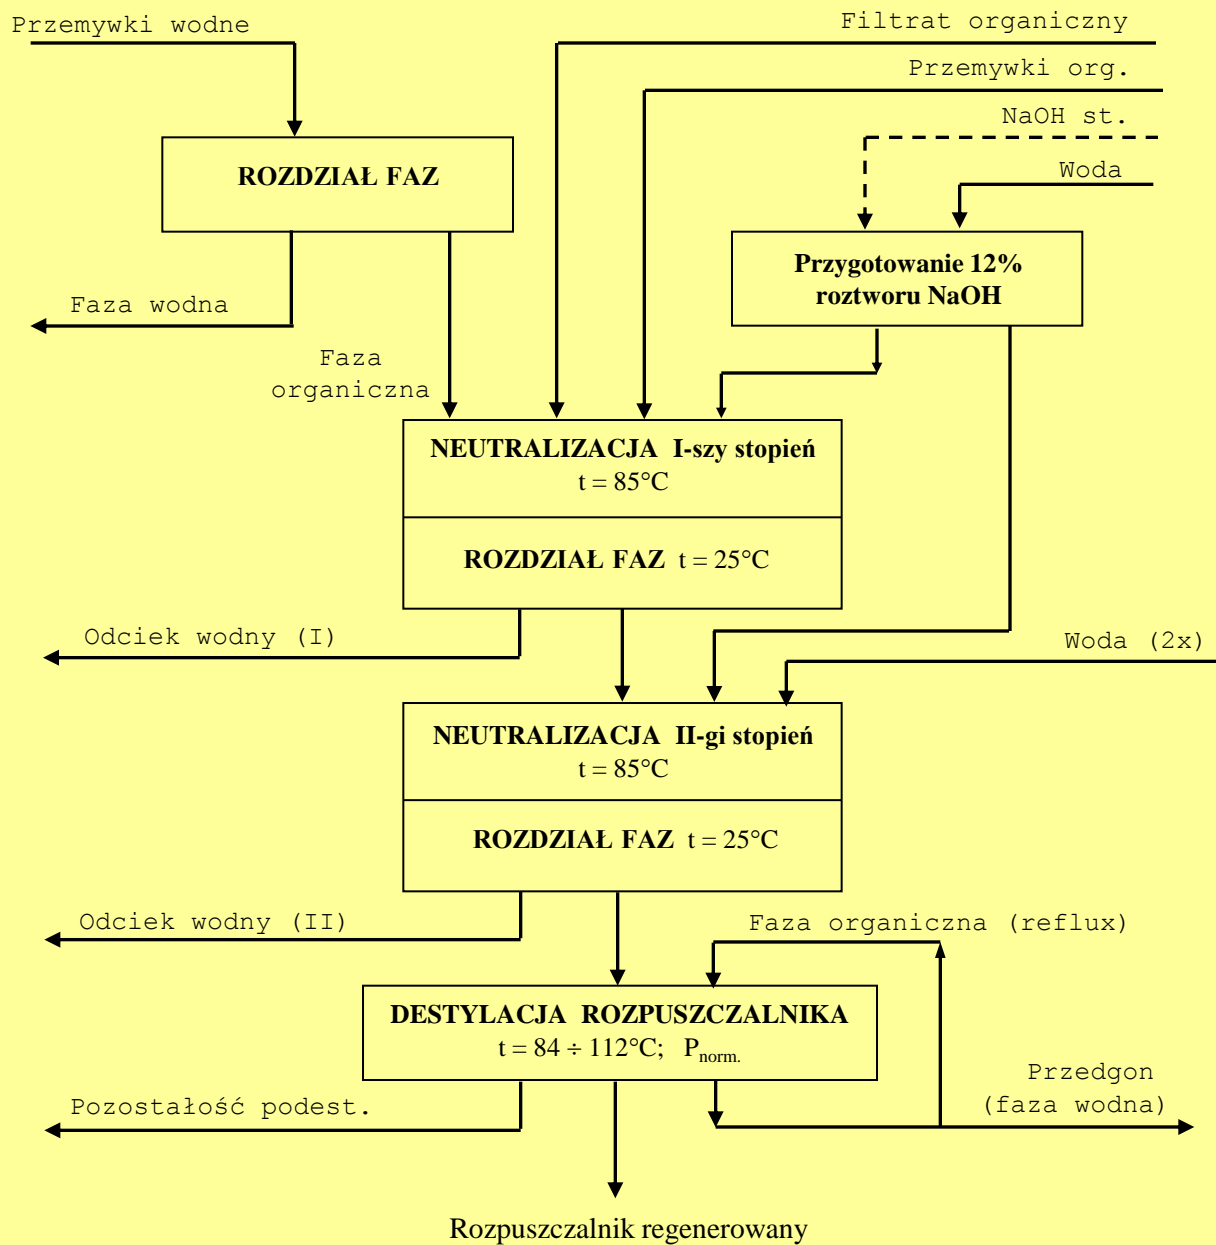 Przemywki wodne
Filtrat organiczny
Przemywki org.
NaOH st.
Woda
ROZDZIAŁ FAZ
Przygotowanie 12%
roztworu NaOH
Faza wodna
Faza
organiczna
NEUTRALIZACJA I-szy stopień
t = 85°C
ROZDZIAŁ FAZ t = 25°C
Odciek wodny (I)
Woda (2x)
NEUTRALIZACJA II-gi stopień
t = 85°C
ROZDZIAŁ FAZ t = 25°C
Odciek wodny (II)
Faza organiczna (reflux)
DESTYLACJA ROZPUSZCZALNIKA
t = 84 ÷ 112°C; Pnorm.
Pozostałość podest.
Przedgon
(faza wodna)
Rozpuszczalnik regenerowany